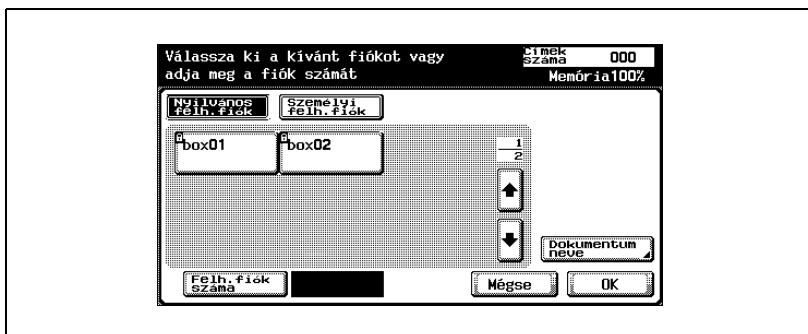 Válassza ki a kívánt fiókot vagy
adja meg a fiók számát
Címek
száma
000
Memória100%
Nyilvános
felh.fiók
Személyi
felh.fiók
box01
box02
1
2
Dokumentum
neve
Felh.fiók
száma
Mégse
OK